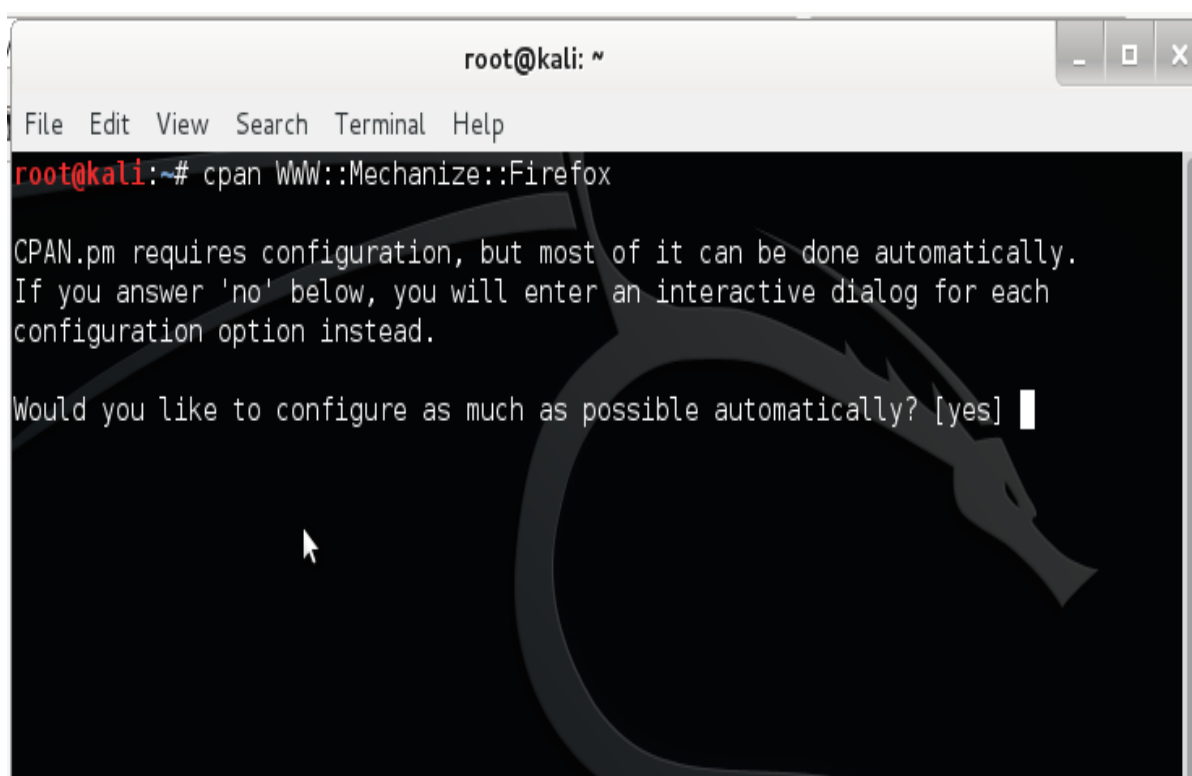 root@kali: ~
File Edit View Search Terminal Help
root@kali:~# cpan WWW::Mechanize::Firefox
CPAN.pm requires configuration, but most of it can be done automatically.
If you answer 'no' below, you will enter an interactive dialog for each
configuration option instead.
Would you like to configure as much as possible automatically? [yes]